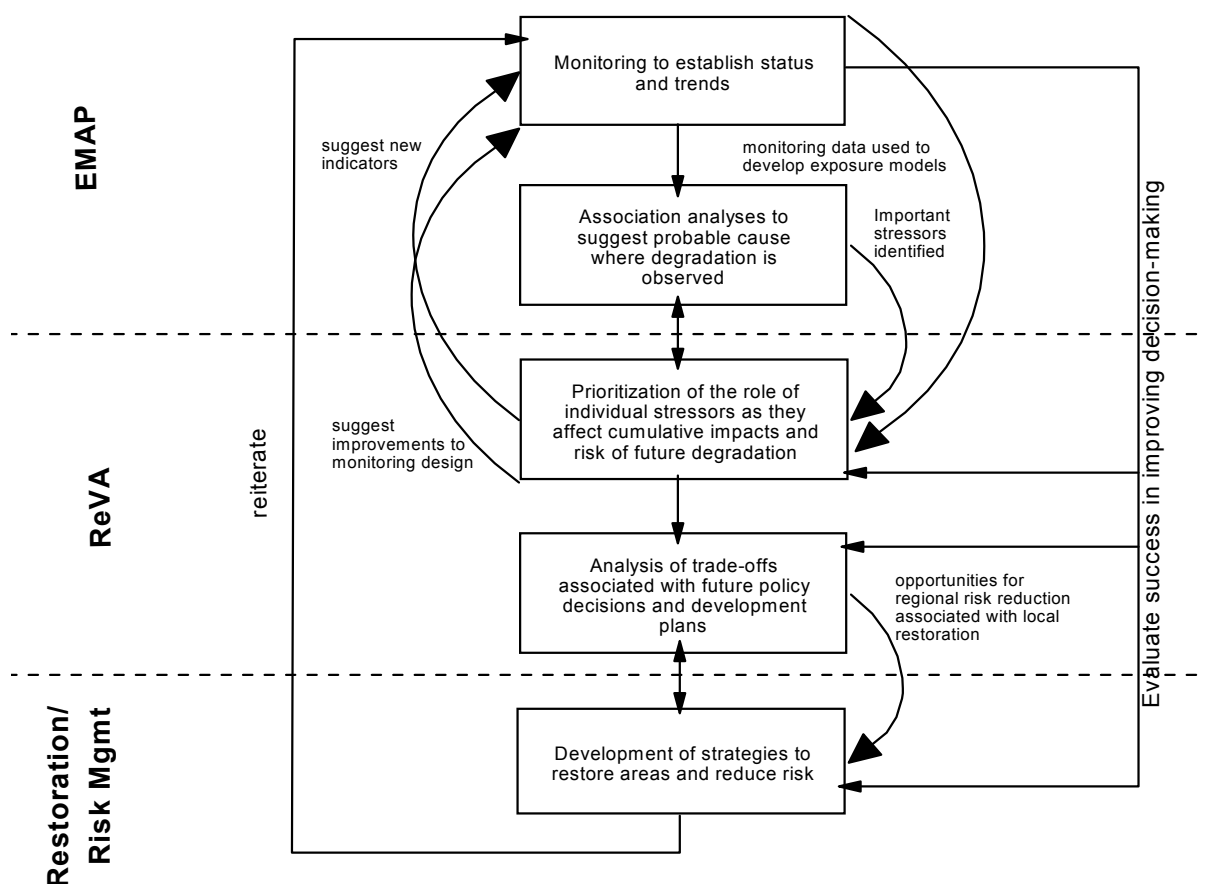 EMAP
Monitoring to establish status
and trends
suggest new
indicators
monitoring data used to
develop exposure models
Association analyses to
suggest probable cause
where degradation is
observed
Important
stressors
identified
Evaluate success in improving decision-making
ReVA
reiterate
Prioritization of the role of
individual stressors as they
affect cumulative impacts and
risk of future degradation
suggest
improvements to
monitoring design
Analysis of trade-offs
associated with future policy
decisions and development
plans
opportunities for
regional risk reduction
associated with local
restoration
Restoration/
Risk Mgmt
Development of strategies to
restore areas and reduce risk